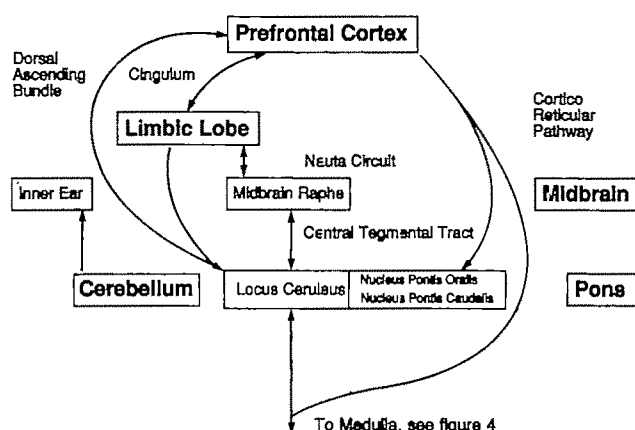 Prefrontal Cortex
Dorsal
Ascending
Bundle
Cingulum
Cortico
Reticular
Pathway
Limbic Lobe
Nauta Circuit
Inner Ear
Midbrain Raphe
Midbrain
Central Tegmental Tract
Cerebellum
Locus Ceruleus
Nucleus Pontis Oralis
Nucleus Pontis Caudalis
Pons
To Medulla, see figure 4